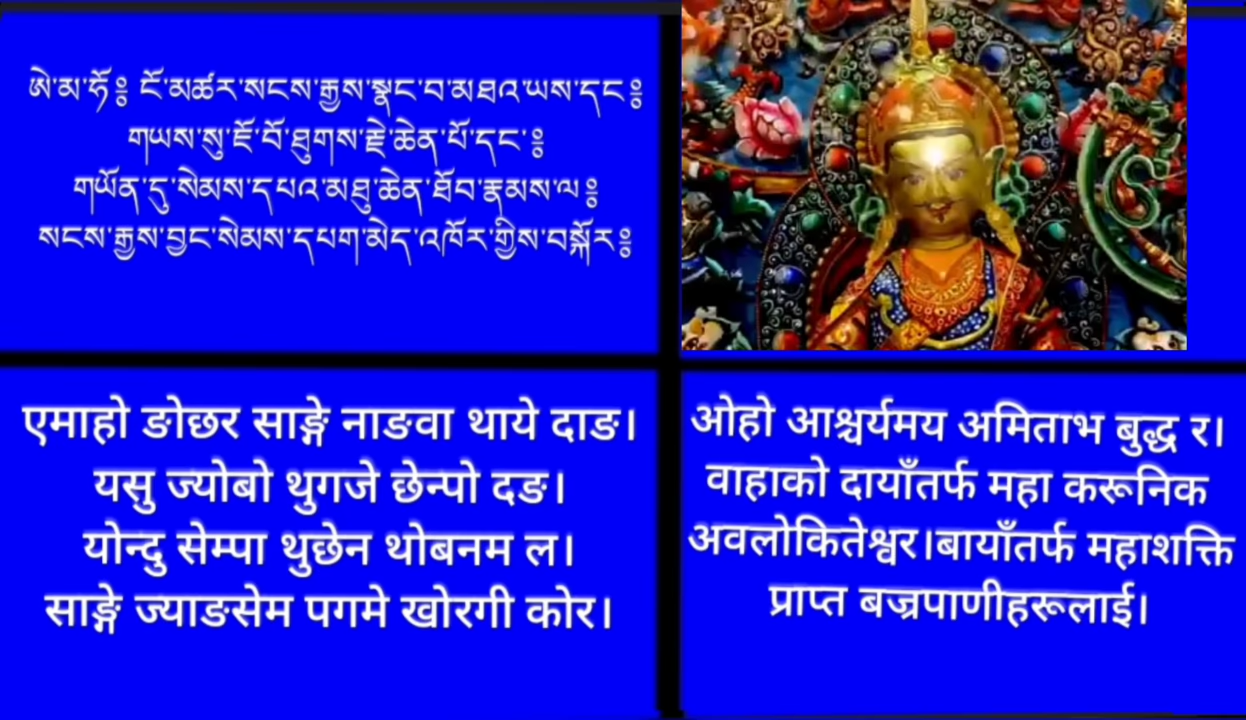 ཨེ་མ་ཧོ༔ ངོ་མཚར་སངས་རྒྱས་སྣང་བ་མཐའ་ཡས་དང༔
གཡས་སུ་ཇོ་བོ་ཐུགས་རྗེ་ཆེན་པོ་དང་༔
གཡོན་དུ་སེམས་དཔའ་མཐུ་ཆེན་ཐོབ་རྣམས་ལ༔
སངས་རྒྱས་བྱང་སེམས་དཔག་མེད་འཁོར་གྱིས་བསྐོར༔
एमाहो ङोछर साङ्गे नाङवा थाये दाङ।
यसु ज्योबो थुगजे छेन्पो दङ।
योन्दु सेम्पा थुछेन थोबनम ल।
साङ्गे ज्याङसेम पगमे खोरगी कोर।
ओहो आश्चर्यमय अमिताभ बुद्ध र।
वाहाको दायाँतर्फ महा करूनिक
अवलोकितेश्वर।बायाँतर्फ महाशक्ति
प्राप्त बज्रपाणीहरूलाई।